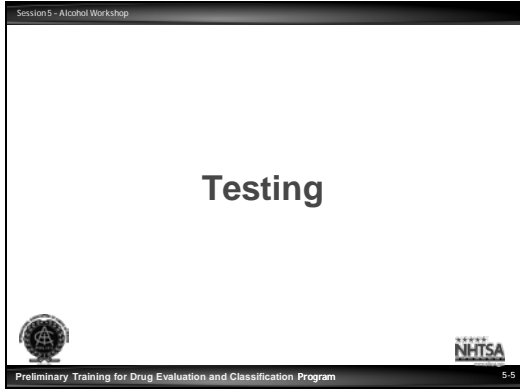 Session 5 - Alcohol Workshop
Testing
NHTSA
Preliminary Training for Drug Evaluation and Classification Program
5-5